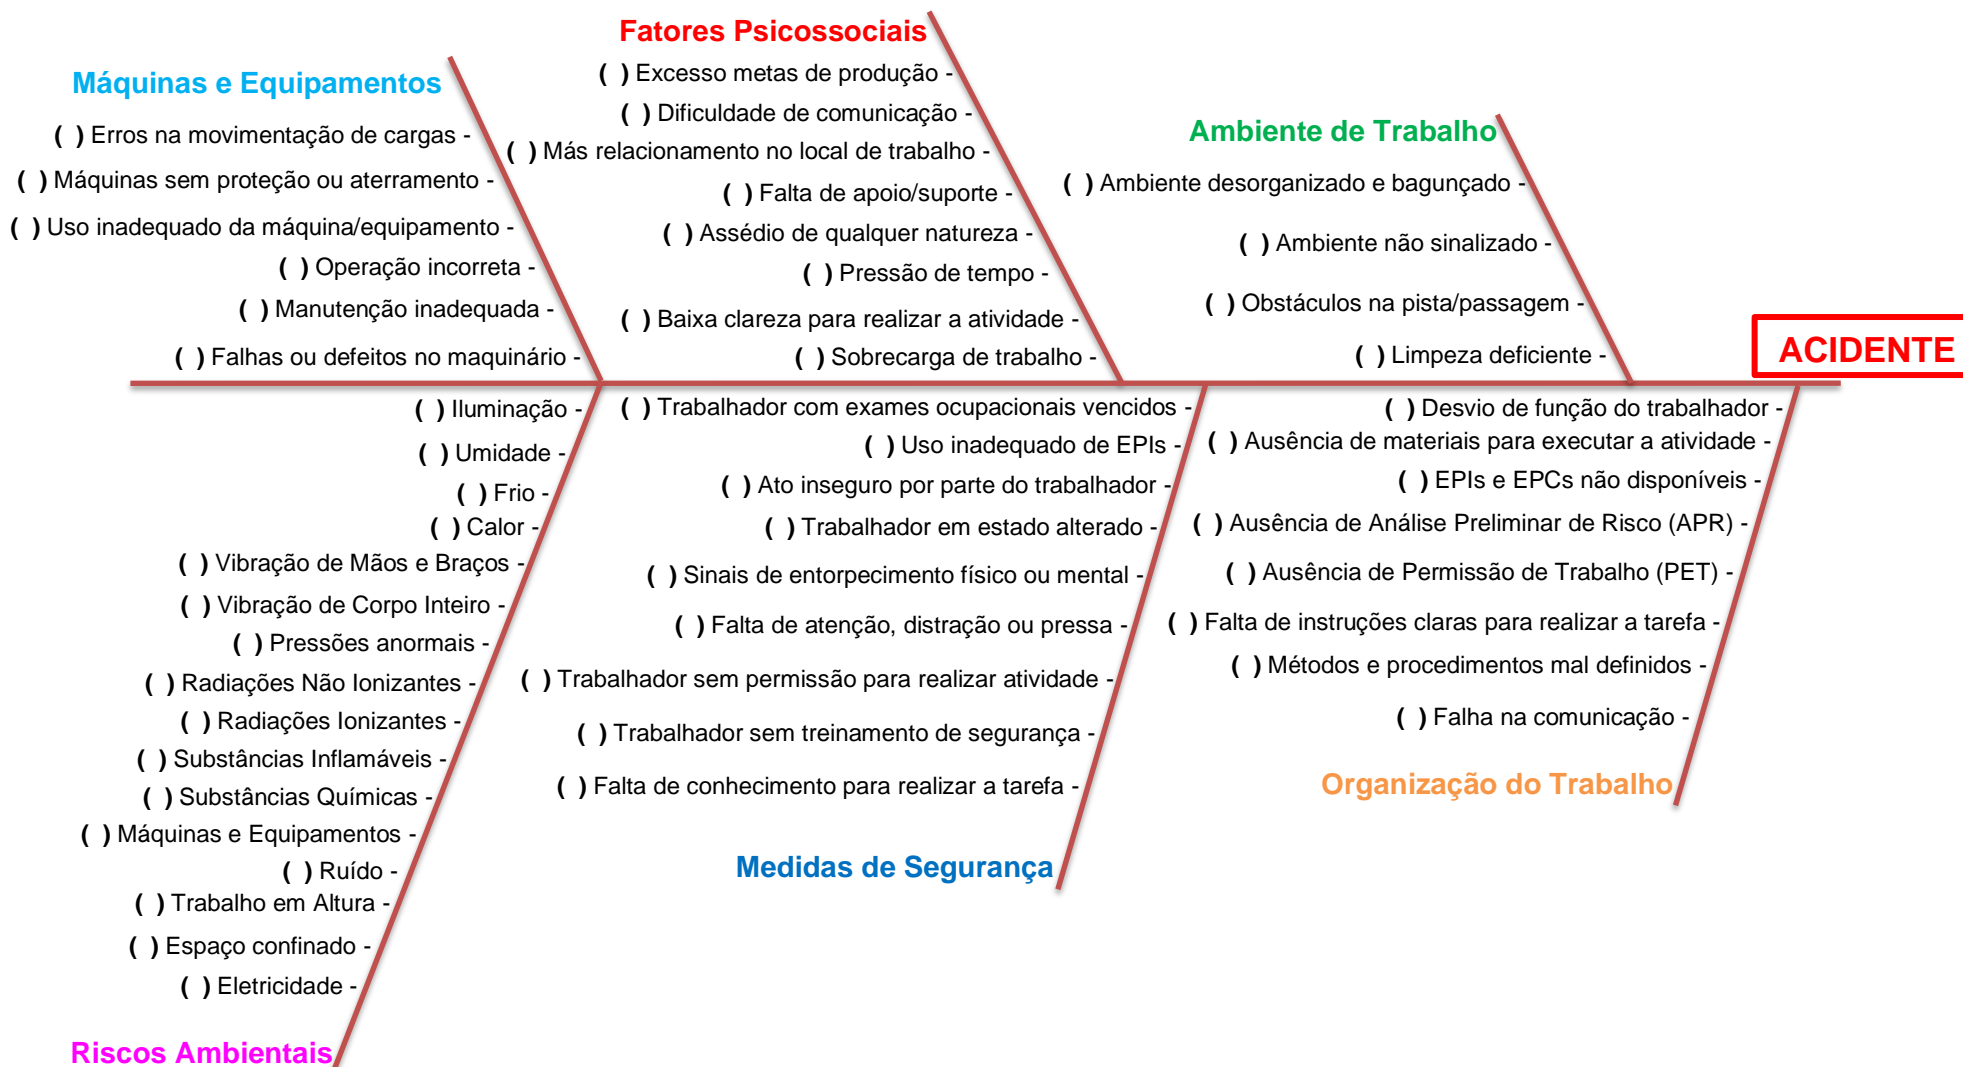 Máquinas e Equipamentos
( ) Erros na movimentação de cargas -
( ) Máquinas sem proteção ou aterramento -
( ) Uso inadequado da máquina/equipamento -
( ) Operação incorreta -
( ) Manutenção inadequada -
( ) Falhas ou defeitos no maquinário -
Fatores Psicossociais
( ) Excesso metas de produção -
( ) Dificuldade de comunicação -
( ) Más relacionamento no local de trabalho -
( ) Falta de apoio/suporte -
( ) Assédio de qualquer natureza -
( ) Pressão de tempo -
( ) Baixa clareza para realizar a atividade -
( ) Sobrecarga de trabalho -
Ambiente de Trabalho
( ) Ambiente desorganizado e bagunçado -
( ) Ambiente não sinalizado -
( ) Obstáculos na pista/passagem -
( ) Limpeza deficiente -
ACIDENTE
( ) Iluminação -
( ) Umidade -
( ) Frio -
( ) Calor -
( ) Vibração de Mãos e Braços -
( ) Vibração de Corpo Inteiro -
( ) Pressões anormais -
( ) Radiações Não Ionizantes -
( ) Radiações Ionizantes -
( ) Substâncias Inflamáveis -
( ) Substâncias Químicas -
( ) Máquinas e Equipamentos -
( ) Ruído -
( ) Trabalho em Altura -
( ) Espaço confinado -
( ) Eletricidade -
Riscos Ambientais
( ) Trabalhador com exames ocupacionais vencidos -
( ) Uso inadequado de EPIs -
( ) Ato inseguro por parte do trabalhador -
( ) Trabalhador em estado alterado -
( ) Sinais de entorpecimento físico ou mental -
( ) Falta de atenção, distração ou pressa -
( ) Trabalhador sem permissão para realizar atividade -
( ) Trabalhador sem treinamento de segurança -
( ) Falta de conhecimento para realizar a tarefa -
Medidas de Segurança
( ) Desvio de função do trabalhador -
( ) Ausência de materiais para executar a atividade -
( ) EPIs e EPCs não disponíveis -
( ) Ausência de Análise Preliminar de Risco (APR) -
( ) Ausência de Permissão de Trabalho (PET) -
( ) Falta de instruções claras para realizar a tarefa -
( ) Métodos e procedimentos mal definidos -
( ) Falha na comunicação -
Organização do Trabalho